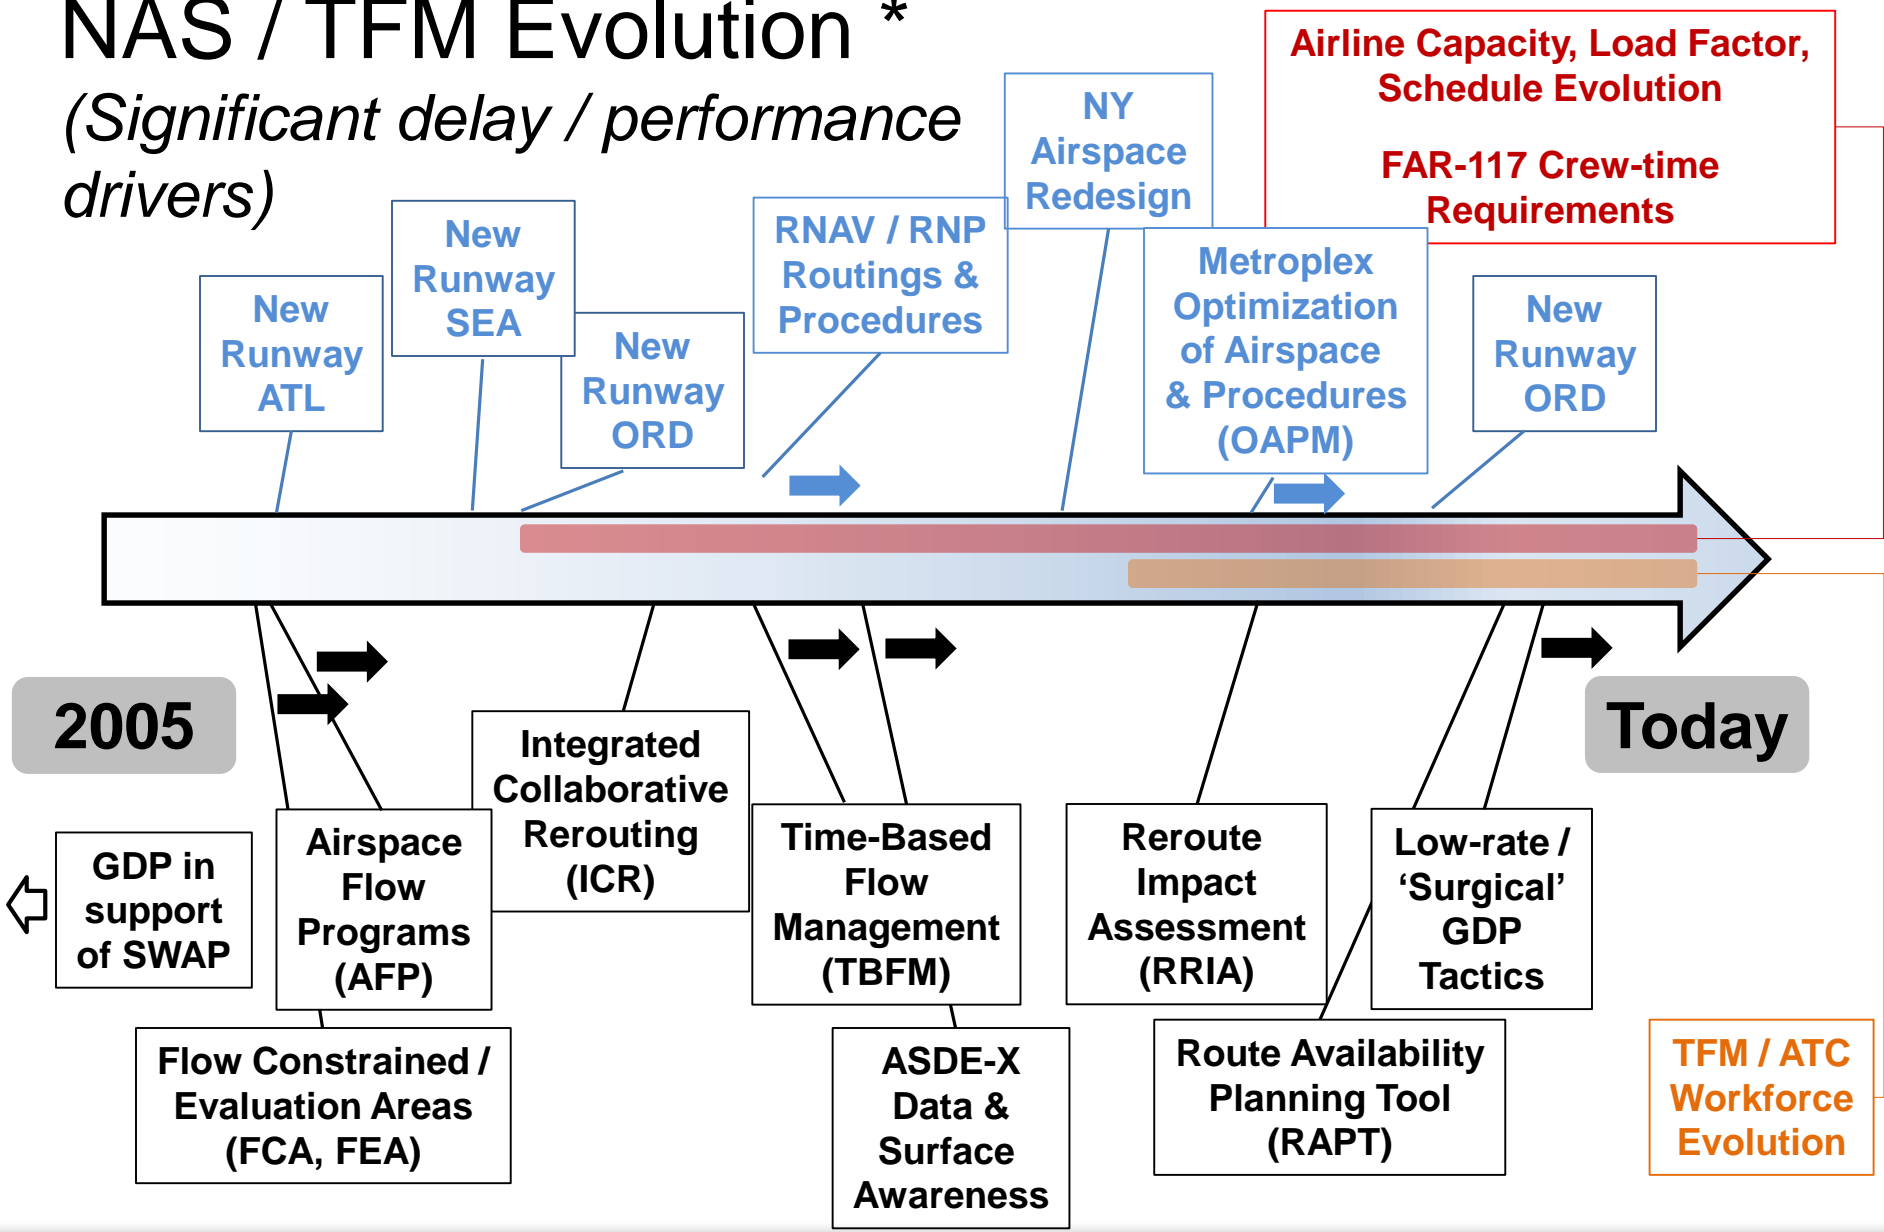 NAS / TFM Evolution *
(Significant delay / performance
drivers)
Airline Capacity, Load Factor,
Schedule Evolution
FAR-117 Crew-time
Requirements
NY
Airspace
Redesign
New
Runway
SEA
RNAV / RNP
Routings &
Procedures
Metroplex
Optimization
of Airspace
& Procedures
(OAPM)
New
Runway
ATL
New
Runway
ORD
New
Runway
ORD
2005
Today
GDP in
support
of SWAP
Airspace
Flow
Programs
(AFP)
Integrated
Collaborative
Rerouting
(ICR)
Time-Based
Flow
Management
(TBFM)
Reroute
Impact
Assessment
(RRIA)
Low-rate /
‘Surgical’
GDP
Tactics
Flow Constrained /
Evaluation Areas
(FCA, FEA)
ASDE-X
Data &
Surface
Awareness
Route Availability
Planning Tool
(RAPT)
TFM / ATC
Workforce
Evolution